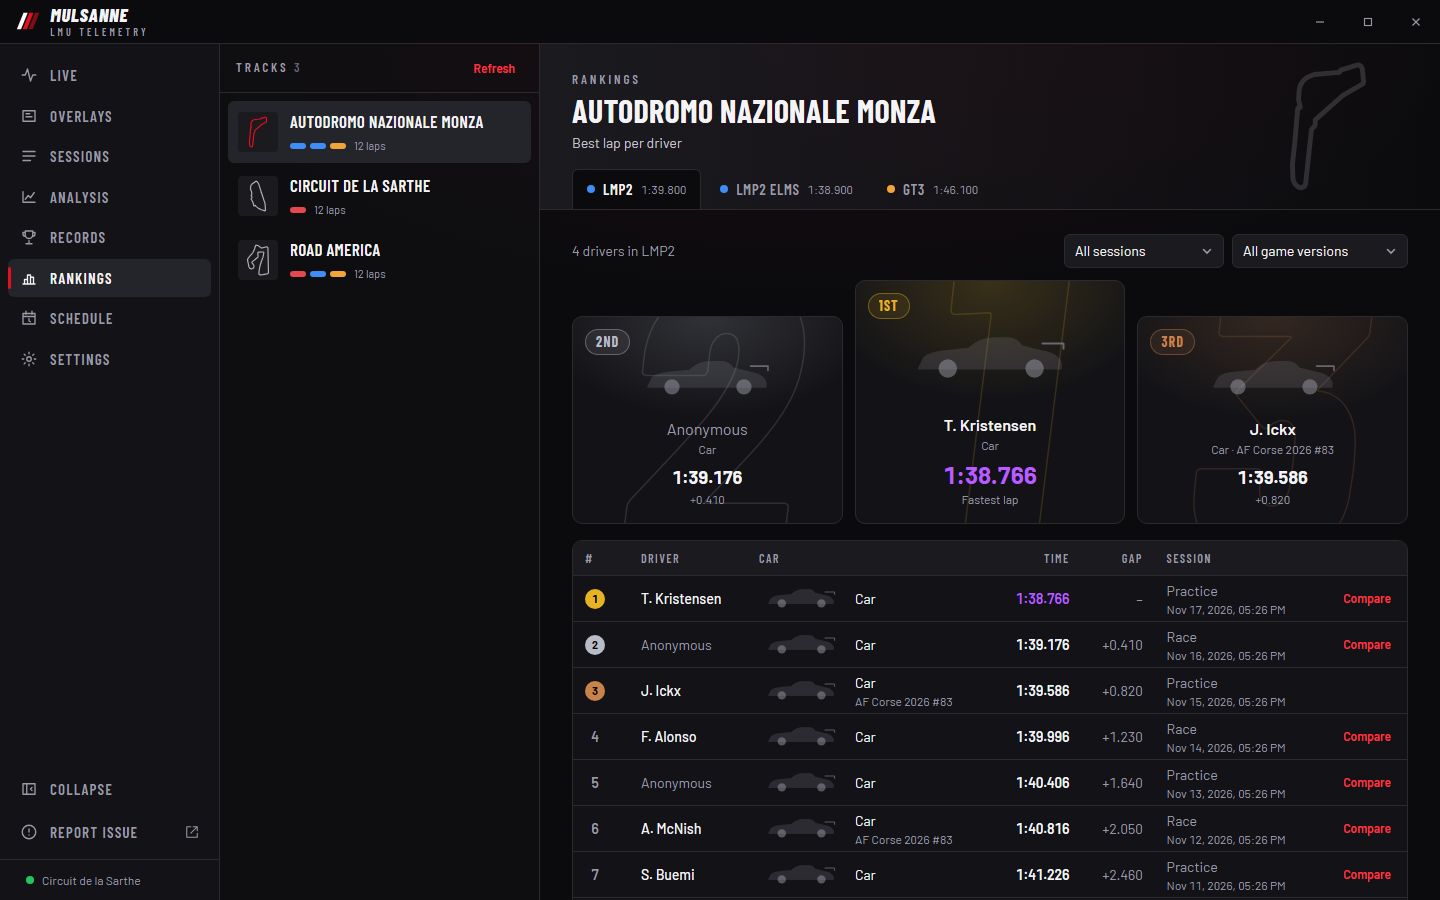 MULSANNE
LMU TELEMETRY
LIVE
OVERLAYS
SESSIONS
ANALYSIS
RECORDS
RANKINGS
SCHEDULE
SETTINGS
COLLAPSE
REPORT ISSUE
Circuit de la Sarthe
TRACKS 3
Refresh
AUTODROMO NAZIONALE MONZA
12 laps
CIRCUIT DE LA SARTHE
12 laps
ROAD AMERICA
12 laps
RANKINGS
AUTODROMO NAZIONALE MONZA
Best lap per driver
LMP2 1:39.800
LMP2 ELMS 1:38.900
GT3 1:46.100
4 drivers in LMP2
All sessions
All game versions
2ND
Anonymous
Car
1:39.176
+0.410
1ST
T. Kristensen
Car
1:38.766
Fastest lap
3RD
J. Ickx
Car · AF Corse 2026 #83
1:39.586
+0.820
# DRIVER CAR TIME GAP SESSION
1 T. Kristensen Car 1:38.766 – Practice
Nov 17, 2026, 05:26 PM
Compare
2 Anonymous Car 1:39.176 +0.410 Race
Nov 16, 2026, 05:26 PM
Compare
3 J. Ickx Car 1:39.586 +0.820 Practice
AF Corse 2026 #83 Nov 15, 2026, 05:26 PM
4 F. Alonso Car 1:39.996 +1.230 Race
Nov 14, 2026, 05:26 PM
Compare
5 Anonymous Car 1:40.406 +1.640 Practice
Nov 13, 2026, 05:26 PM
Compare
6 A. McNish Car 1:40.816 +2.050 Race
AF Corse 2026 #83 Nov 12, 2026, 05:26 PM
Compare
7 S. Buemi Car 1:41.226 +2.460 Practice
Nov 11, 2026, 05:26 PM
Compare